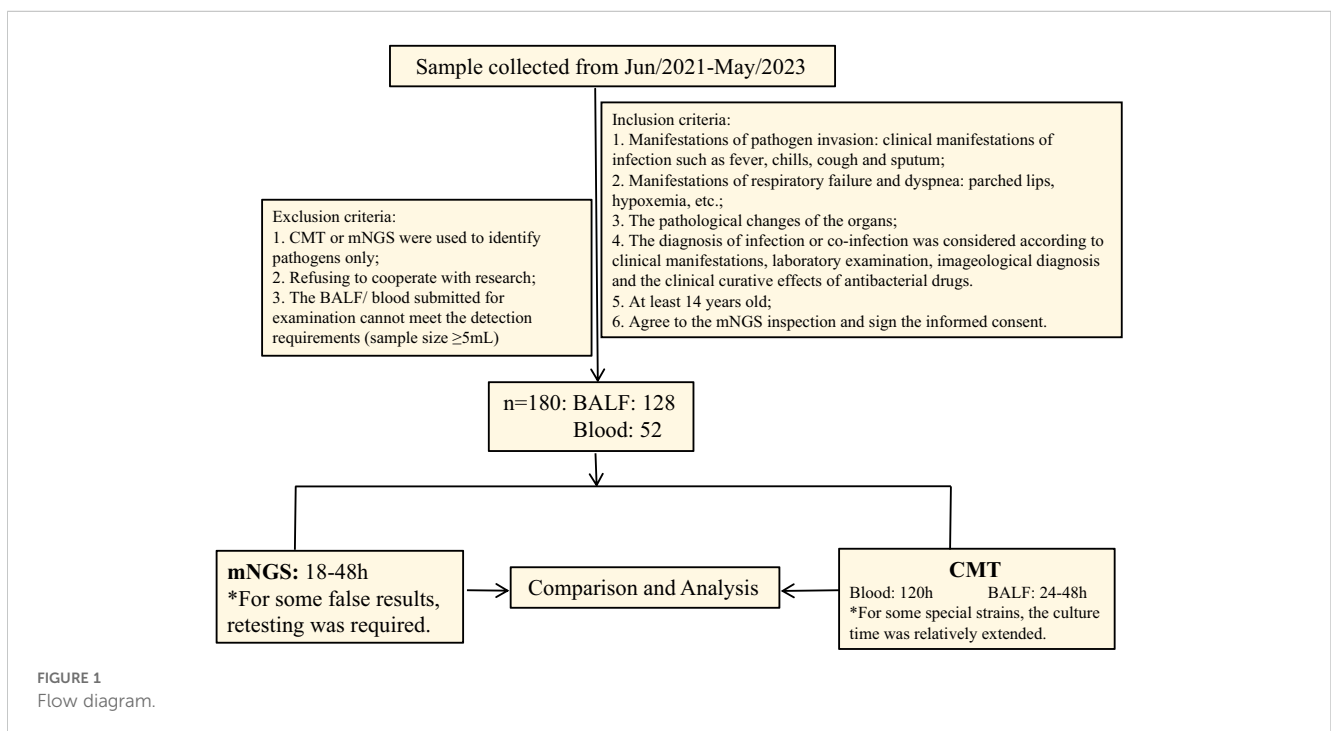 Sample collected from Jun/2021-May/2023
Inclusion criteria:
1. Manifestations of pathogen invasion: clinical manifestations of
infection such as fever, chills, cough and sputum;
2. Manifestations of respiratory failure and dyspnea: parched lips,
hypoxemia, etc.;
3. The pathological changes of the organs;
4. The diagnosis of infection or co-infection was considered according to
clinical manifestations, laboratory examination, imageological diagnosis
and the clinical curative effects of antibacterial drugs.
5. At least 14 years old;
6. Agree to the mNGS inspection and sign the informed consent.
Exclusion criteria:
1. CMT or mNGS were used to identify
pathogens only;
2. Refusing to cooperate with research;
3. The BALF/ blood submitted for
examination cannot meet the detection
requirements (sample size ≥5mL)
n=180: BALF: 128
Blood: 52
mNGS: 18-48h
*For some false results,
retesting was required.
Comparison and Analysis
CMT
Blood: 120h BALF: 24-48h
*For some special strains, the culture
time was relatively extended.
FIGURE 1
Flow diagram.